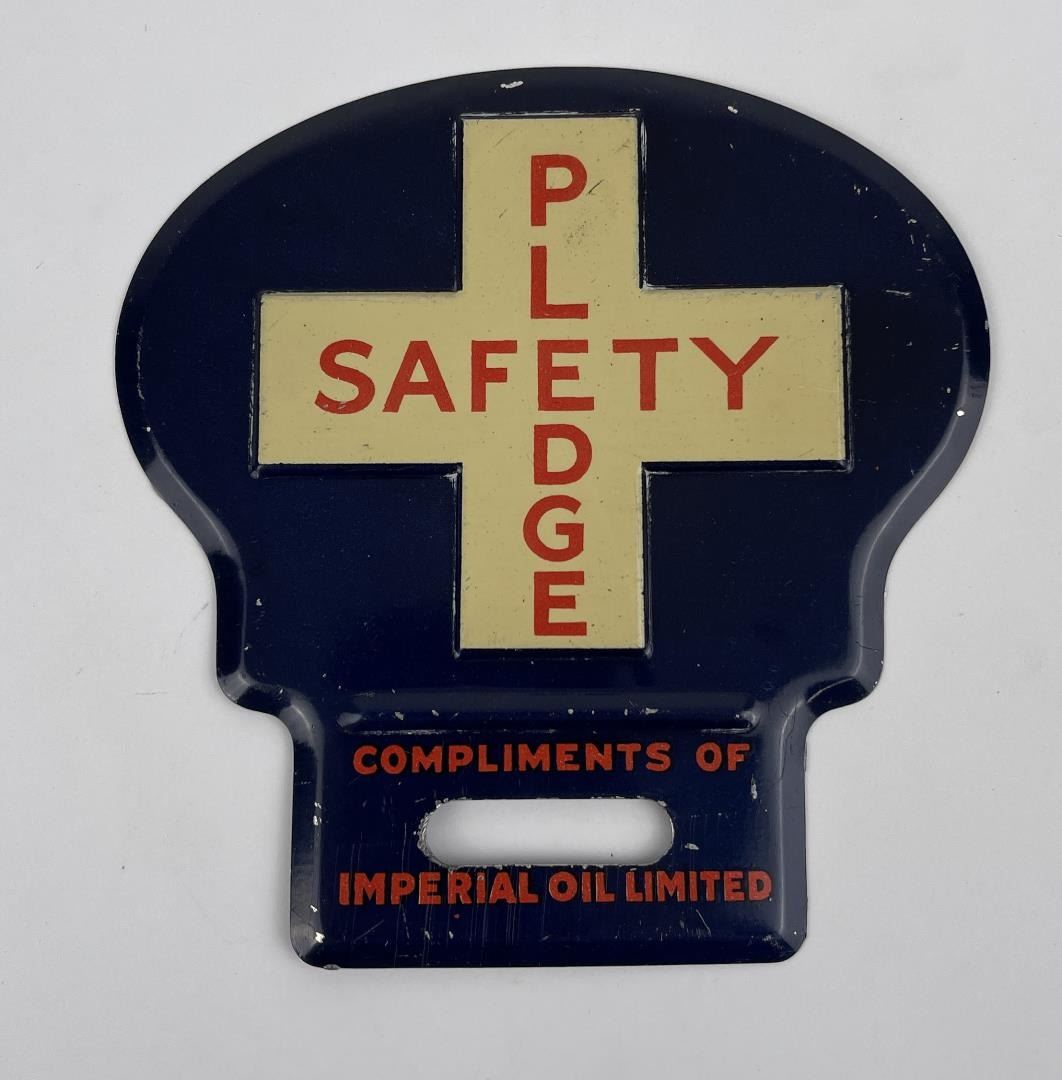 PLEDGE
SAFETY
COMPLIMENTS OF
IMPERIAL OIL LIMITED